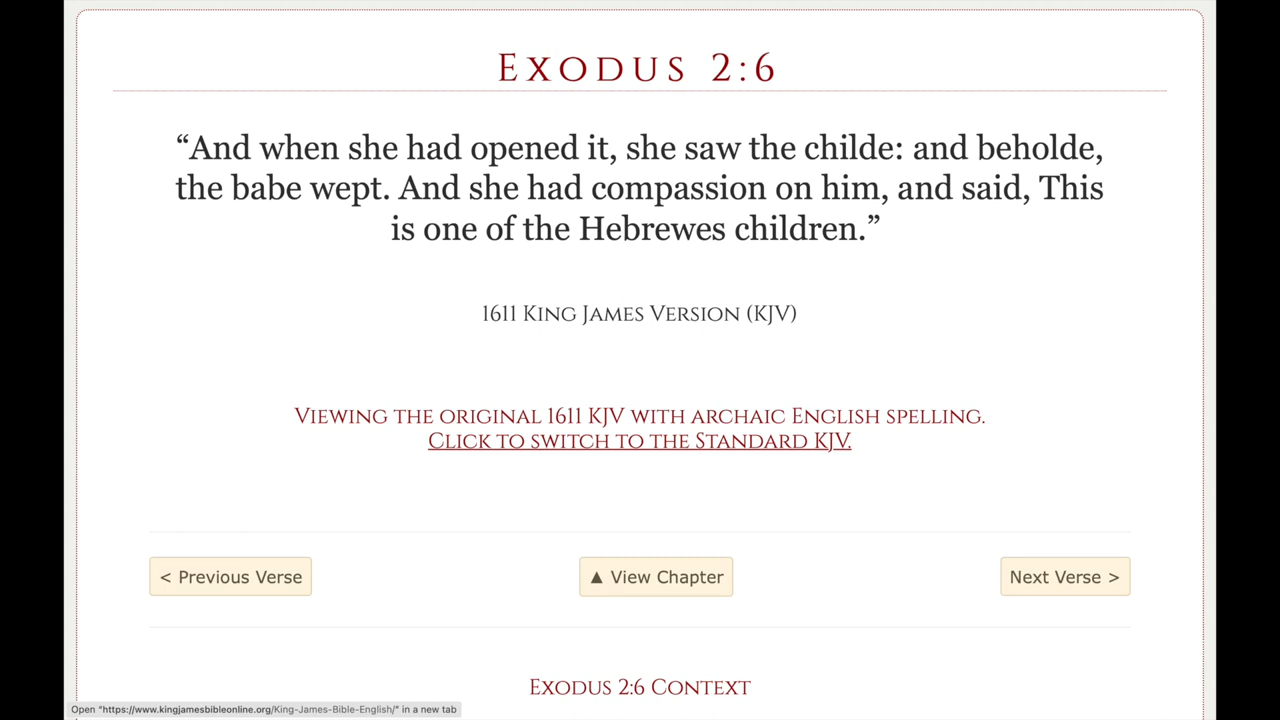 Exodus 2:6
“And when she had opened it, she saw the childe: and beholde,
the babe wept. And she had compassion on him, and said, This
is one of the Hebrewes children.”
1611 King James Version (KJV)
Viewing the original 1611 KJV with archaic English spelling.
Click to switch to the Standard KJV.
< Previous Verse
▲ View Chapter
Next Verse >
Exodus 2:6 Context
Open “https://www.kingjamesbibleonline.org/King-James-Bible-English/” in a new tab